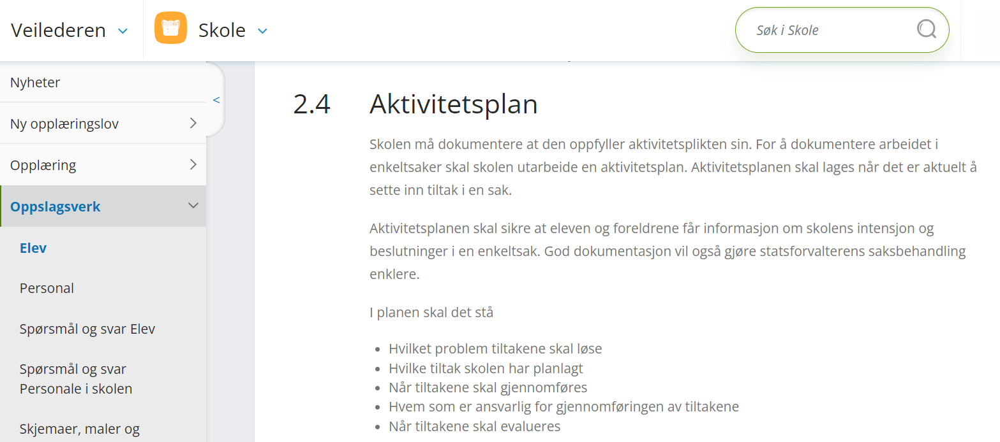 Veilederen
Skole
Søk i Skole
Nyheter
<
Ny opplæringslov
Opplæring
Oppslagsverk
Elev
Personal
Spørsmål og svar Elev
Spørsmål og svar
Personale i skolen
Skjemaer, maler og
2.4 Aktivitetsplan
Skolen må dokumentere at den oppfyller aktivitetsplikten sin. For å dokumentere arbeidet i
enkeltsaker skal skolen utarbeide en aktivitetsplan. Aktivitetsplanen skal lages når det er aktuelt å
sette inn tiltak i en sak.
Aktivitetsplanen skal sikre at eleven og foreldrene får informasjon om skolens intensjon og
beslutninger i en enkeltsak. God dokumentasjon vil også gjøre statsforvalterens saksbehandling
enklere.
I planen skal det stå
• Hvilket problem tiltakene skal løse
• Hvilke tiltak skolen har planlagt
• Når tiltakene skal gjennomføres
• Hvem som er ansvarlig for gjennomføringen av tiltakene
• Når tiltakene skal evalueres